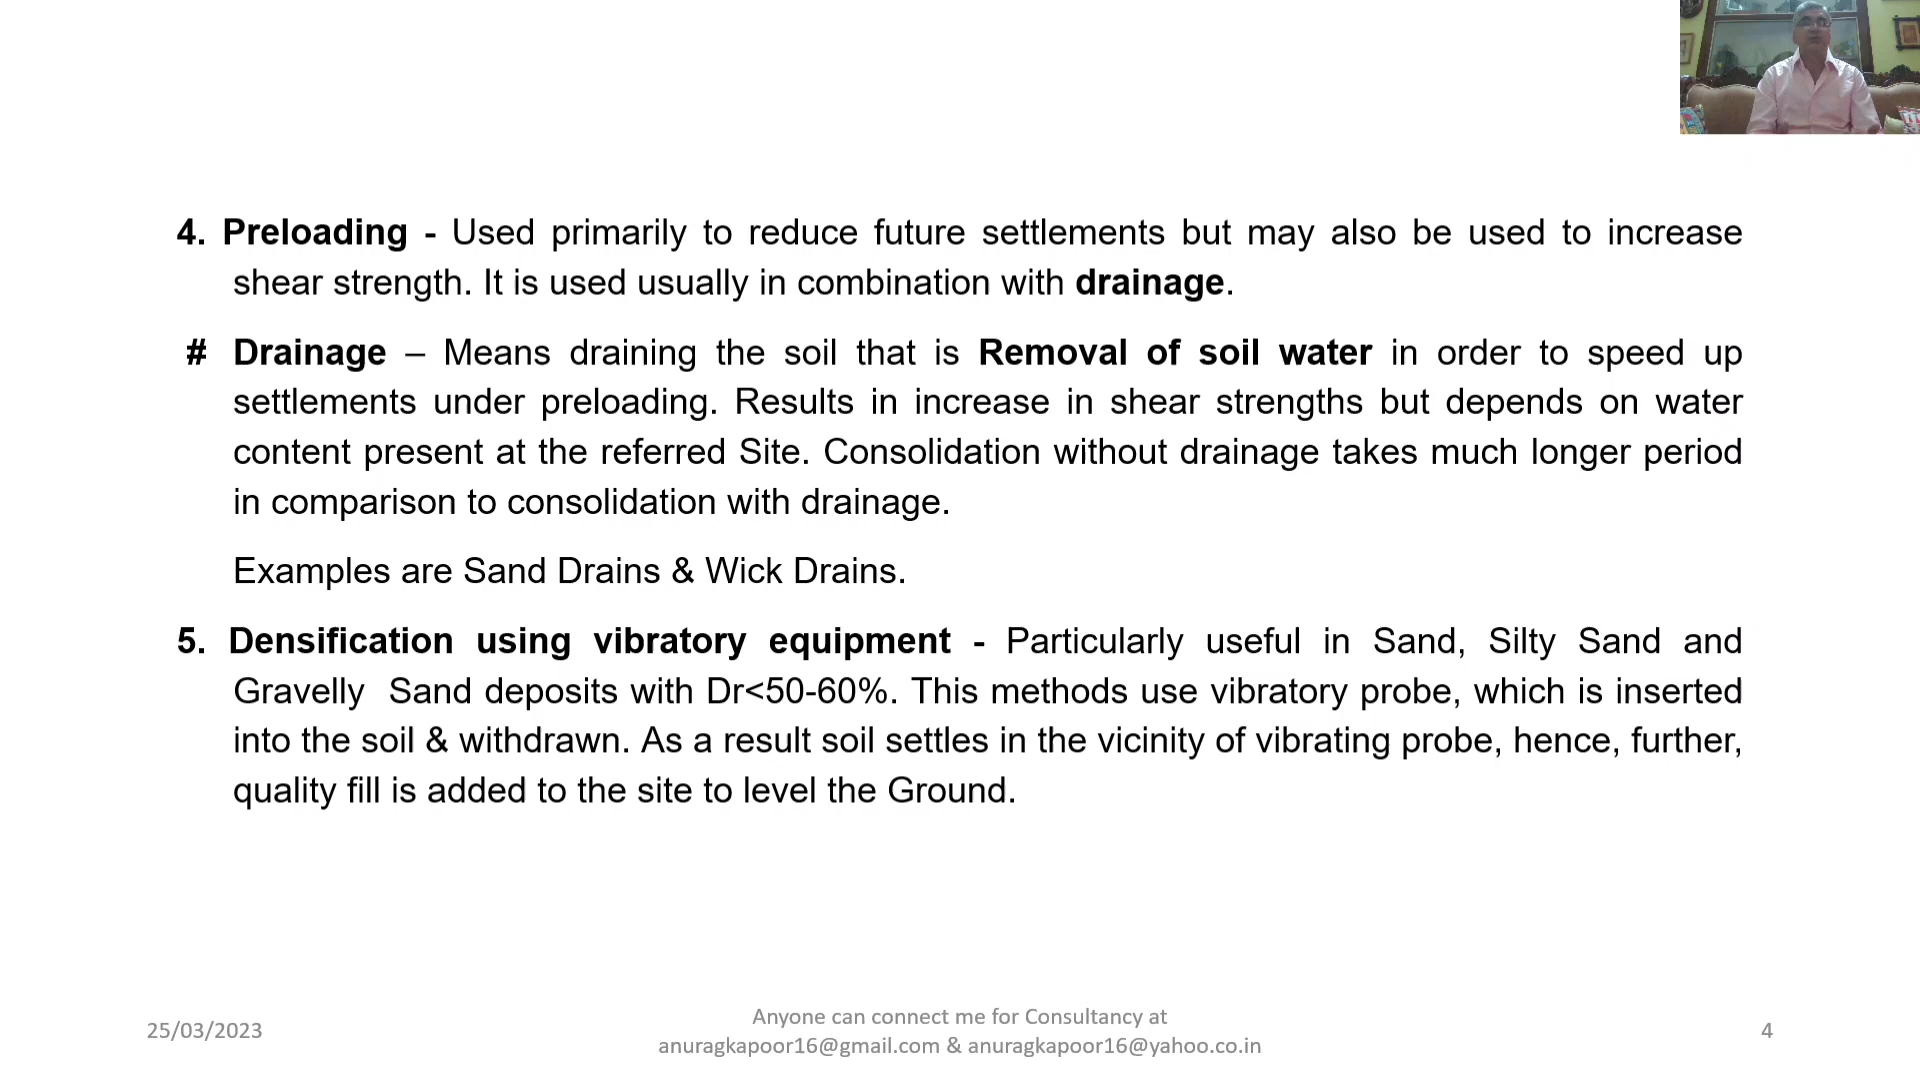 4. Preloading - Used primarily to reduce future settlements but may also be used to increase
shear strength. It is used usually in combination with drainage.
# Drainage – Means draining the soil that is Removal of soil water in order to speed up
settlements under preloading. Results in increase in shear strengths but depends on water
content present at the referred Site. Consolidation without drainage takes much longer period
in comparison to consolidation with drainage.
Examples are Sand Drains & Wick Drains.
5. Densification using vibratory equipment - Particularly useful in Sand, Silty Sand and
Gravelly Sand deposits with Dr<50-60%. This methods use vibratory probe, which is inserted
into the soil & withdrawn. As a result soil settles in the vicinity of vibrating probe, hence, further,
quality fill is added to the site to level the Ground.
25/03/2023
Anyone can connect me for Consultancy at
anuragkapoor16@gmail.com & anuragkapoor16@yahoo.co.in
4